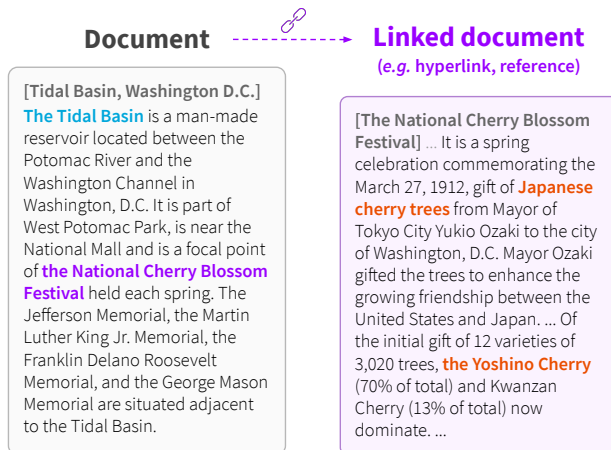 Document
Linked document
(e.g. hyperlink, reference)
[Tidal Basin, Washington D.C.]
The Tidal Basin is a man-made
reservoir located between the
Potomac River and the
Washington Channel in
Washington, D.C. It is part of
West Potomac Park, is near the
National Mall and is a focal point
of the National Cherry Blossom
Festival held each spring. The
Jefferson Memorial, the Martin
Luther King Jr. Memorial, the
Franklin Delano Roosevelt
Memorial, and the George Mason
Memorial are situated adjacent
to the Tidal Basin.
[The National Cherry Blossom
Festival] ... It is a spring
celebration commemorating the
March 27, 1912, gift of Japanese
cherry trees from Mayor of
Tokyo City Yukio Ozaki to the city
of Washington, D.C. Mayor Ozaki
gifted the trees to enhance the
growing friendship between the
United States and Japan. ... Of
the initial gift of 12 varieties of
3,020 trees, the Yoshino Cherry
(70% of total) and Kwanzan
Cherry (13% of total) now
dominate. ...